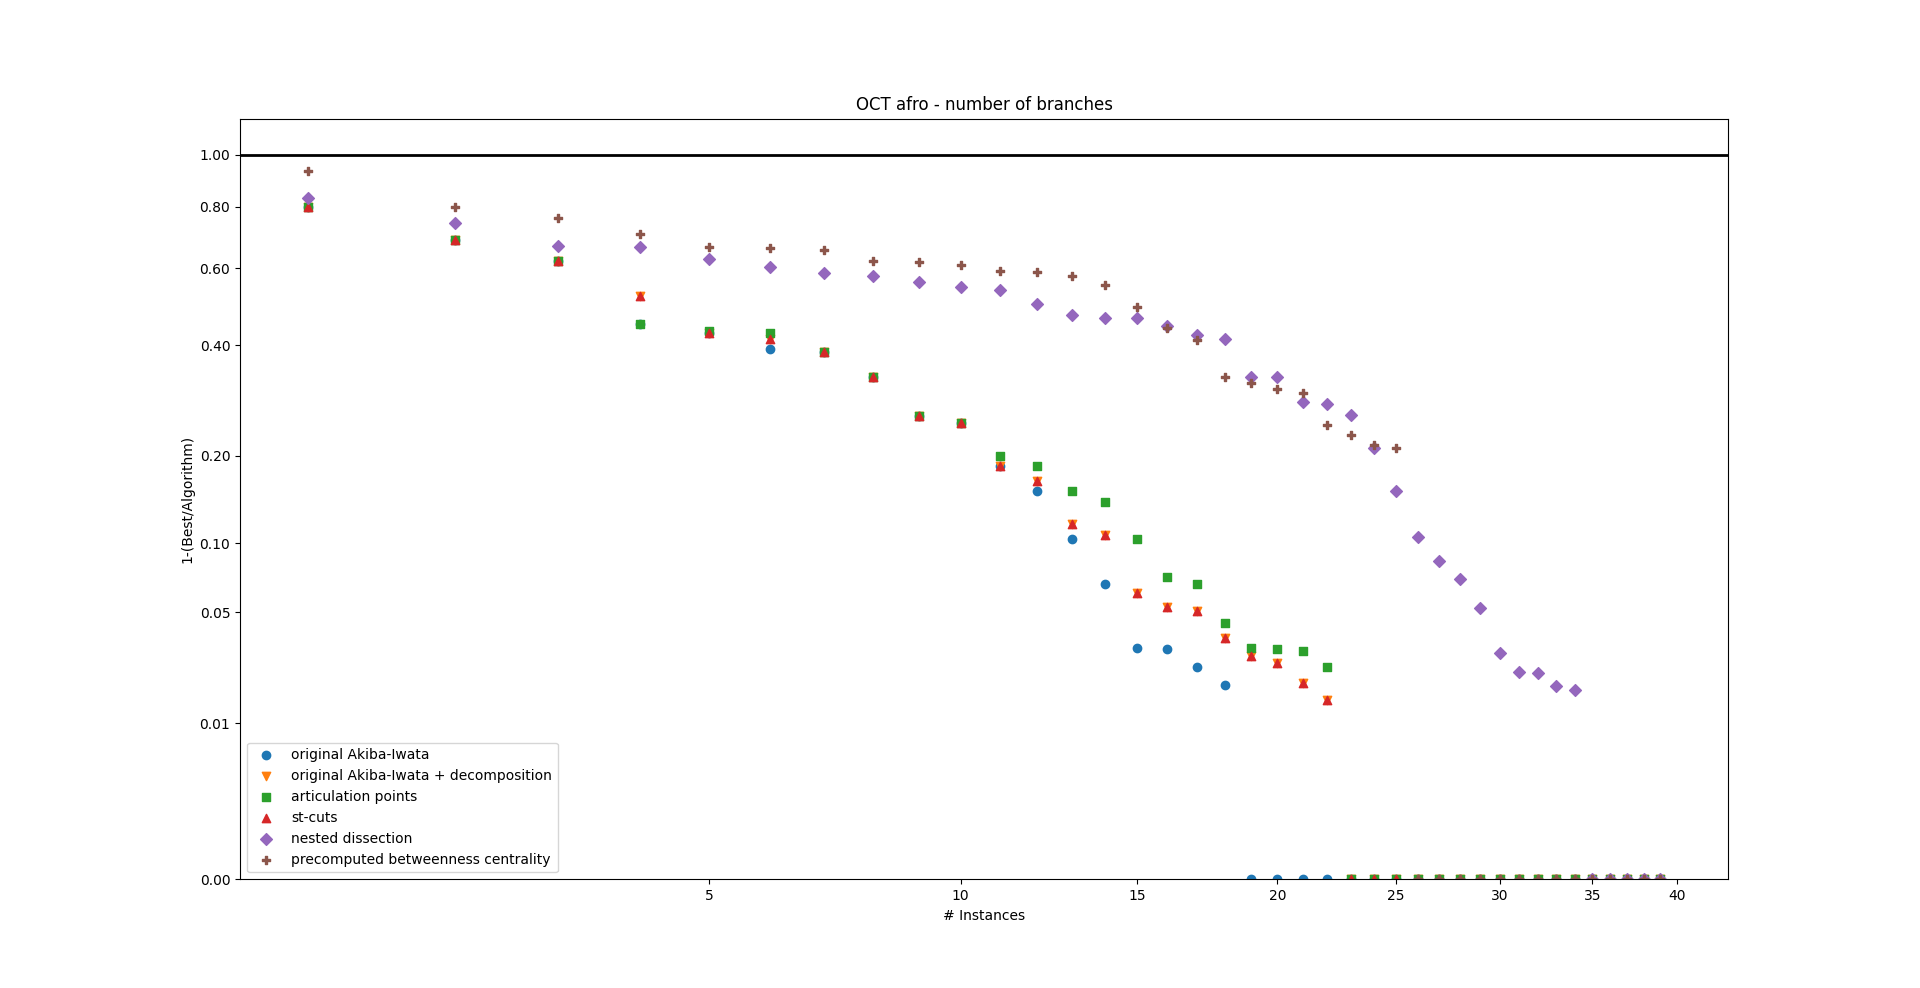 OCT afro - number of branches
1-(Best/Algorithm)
1.00
0.80
0.60
0.40
0.20
0.10
0.05
0.01
0.00
original Akiba-Iwata
original Akiba-Iwata + decomposition
articulation points
st-cuts
nested dissection
precomputed betweenness centrality
5
10
15
20
25
30
35
40
# Instances